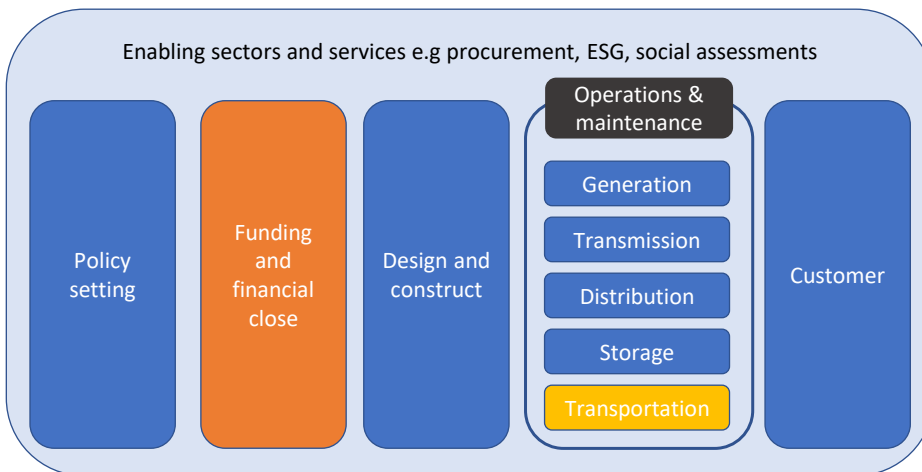 Enabling sectors and services e.g procurement, ESG, social assessments
Policy
setting
Funding
and
financial
close
Design and
construct
Operations &
maintenance
Generation
Transmission
Distribution
Storage
Transportation
Customer